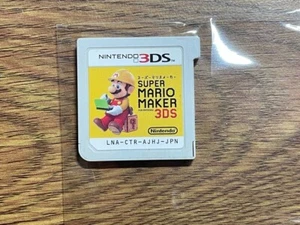 NINTENDO 3DS
スーパーマリオメーカー
SUPER
MARIO
MAKER
3DS
Nintendo
LNA-CTR-AJHJ-JPN